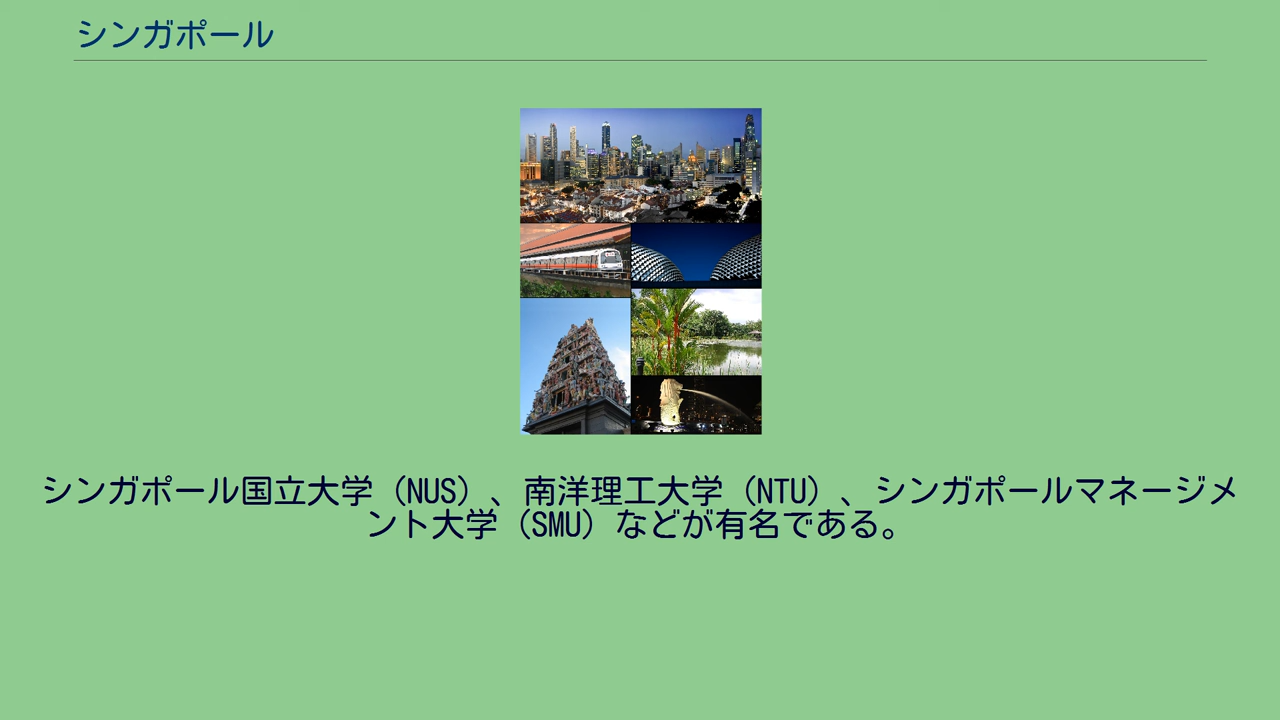 シンガポール
シンガポール国立大学（NUS）、南洋理工大学（NTU）、シンガポールマネージメ
ント大学（SMU）などが有名である。